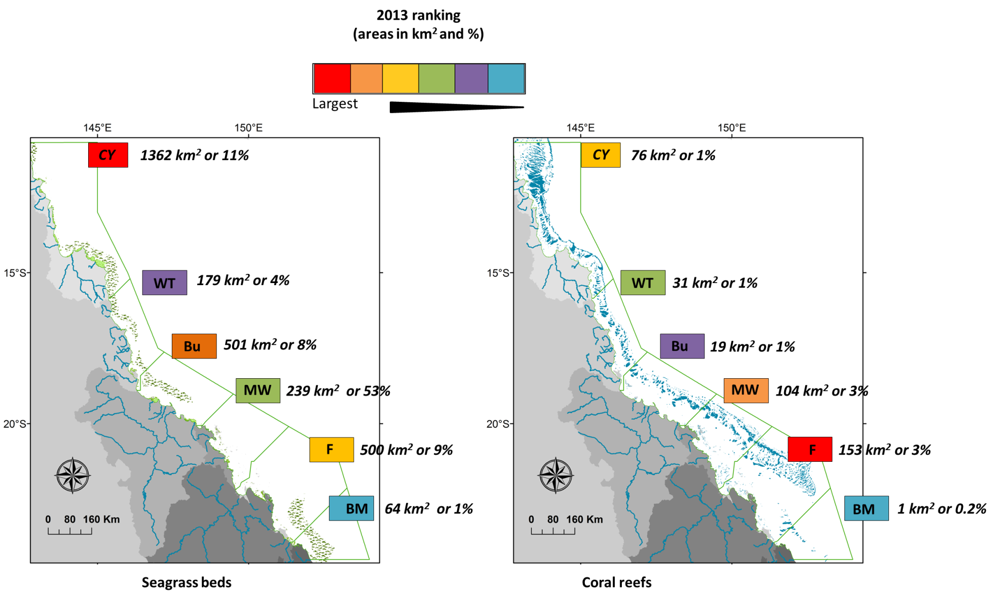 2013 ranking
(areas in km² and %)
Largest
145°E 150°E
CY 1362 km² or 11%
15°S
WT 179 km² or 4%
Bu 501 km² or 8%
MW 239 km² or 53%
20°S
F 500 km² or 9%
BM 64 km² or 1%
0 80 160 Km
Seagrass beds
145°E 150°E
CY 76 km² or 1%
15°S
WT 31 km² or 1%
Bu 19 km² or 1%
MW 104 km² or 3%
20°S
F 153 km² or 3%
BM 1 km² or 0.2%
0 80 160 Km
Coral reefs